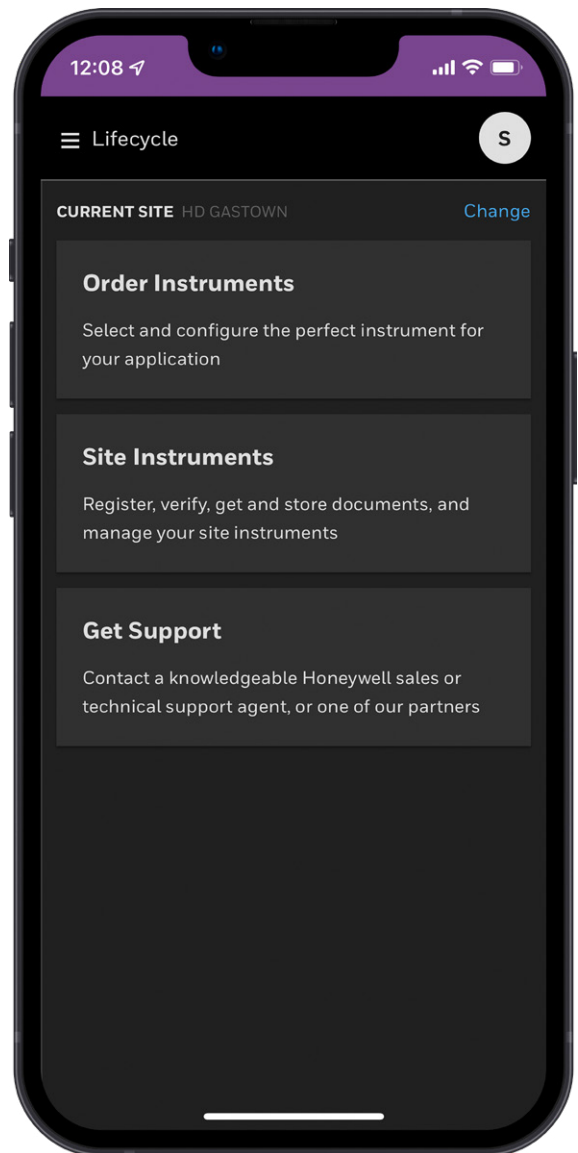 12:08
Lifecycle
S
CURRENT SITE HD GASTOWN Change
Order Instruments
Select and configure the perfect instrument for
your application
Site Instruments
Register, verify, get and store documents, and
manage your site instruments
Get Support
Contact a knowledgeable Honeywell sales or
technical support agent, or one of our partners